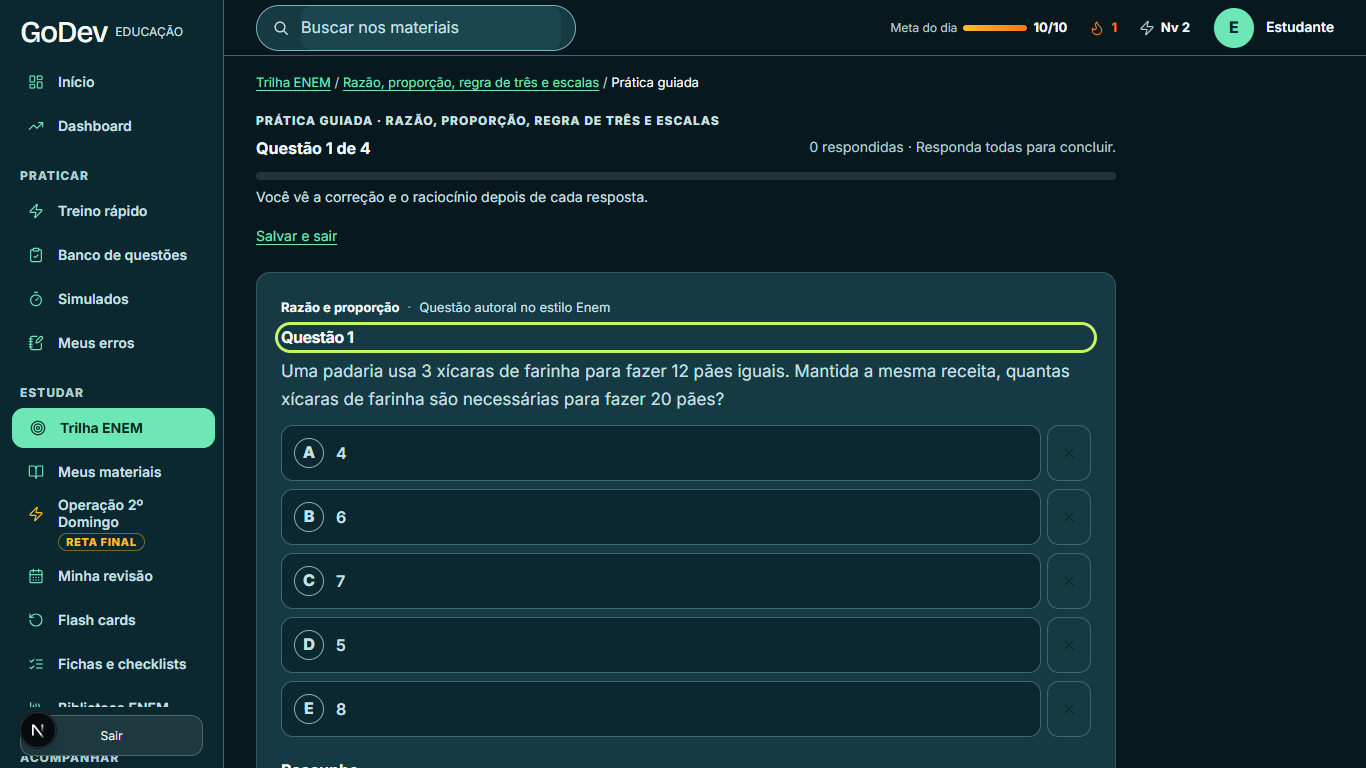 GoDev EDUCAÇÃO
Buscar nos materiais
Meta do dia 10/10 1 Nv 2 E Estudante
Início
Dashboard
PRATICAR
Treino rápido
Banco de questões
Simulados
Meus erros
ESTUDAR
Trilha ENEM
Meus materiais
Operação 2º
Domingo
RETA FINAL
Minha revisão
Flash cards
Fichas e checklists
Biblioteca ENEM
N
Sair
ACOMPANHAR
Trilha ENEM / Razão, proporção, regra de três e escalas / Prática guiada
PRÁTICA GUIADA · RAZÃO, PROPORÇÃO, REGRA DE TRÊS E ESCALAS
Questão 1 de 4
0 respondidas · Responda todas para concluir.
Você vê a correção e o raciocínio depois de cada resposta.
Salvar e sair
Razão e proporção · Questão autoral no estilo Enem
Questão 1
Uma padaria usa 3 xícaras de farinha para fazer 12 pães iguais. Mantida a mesma receita, quantas
xícaras de farinha são necessárias para fazer 20 pães?
A 4
B 6
C 7
D 5
E 8
Rascunho